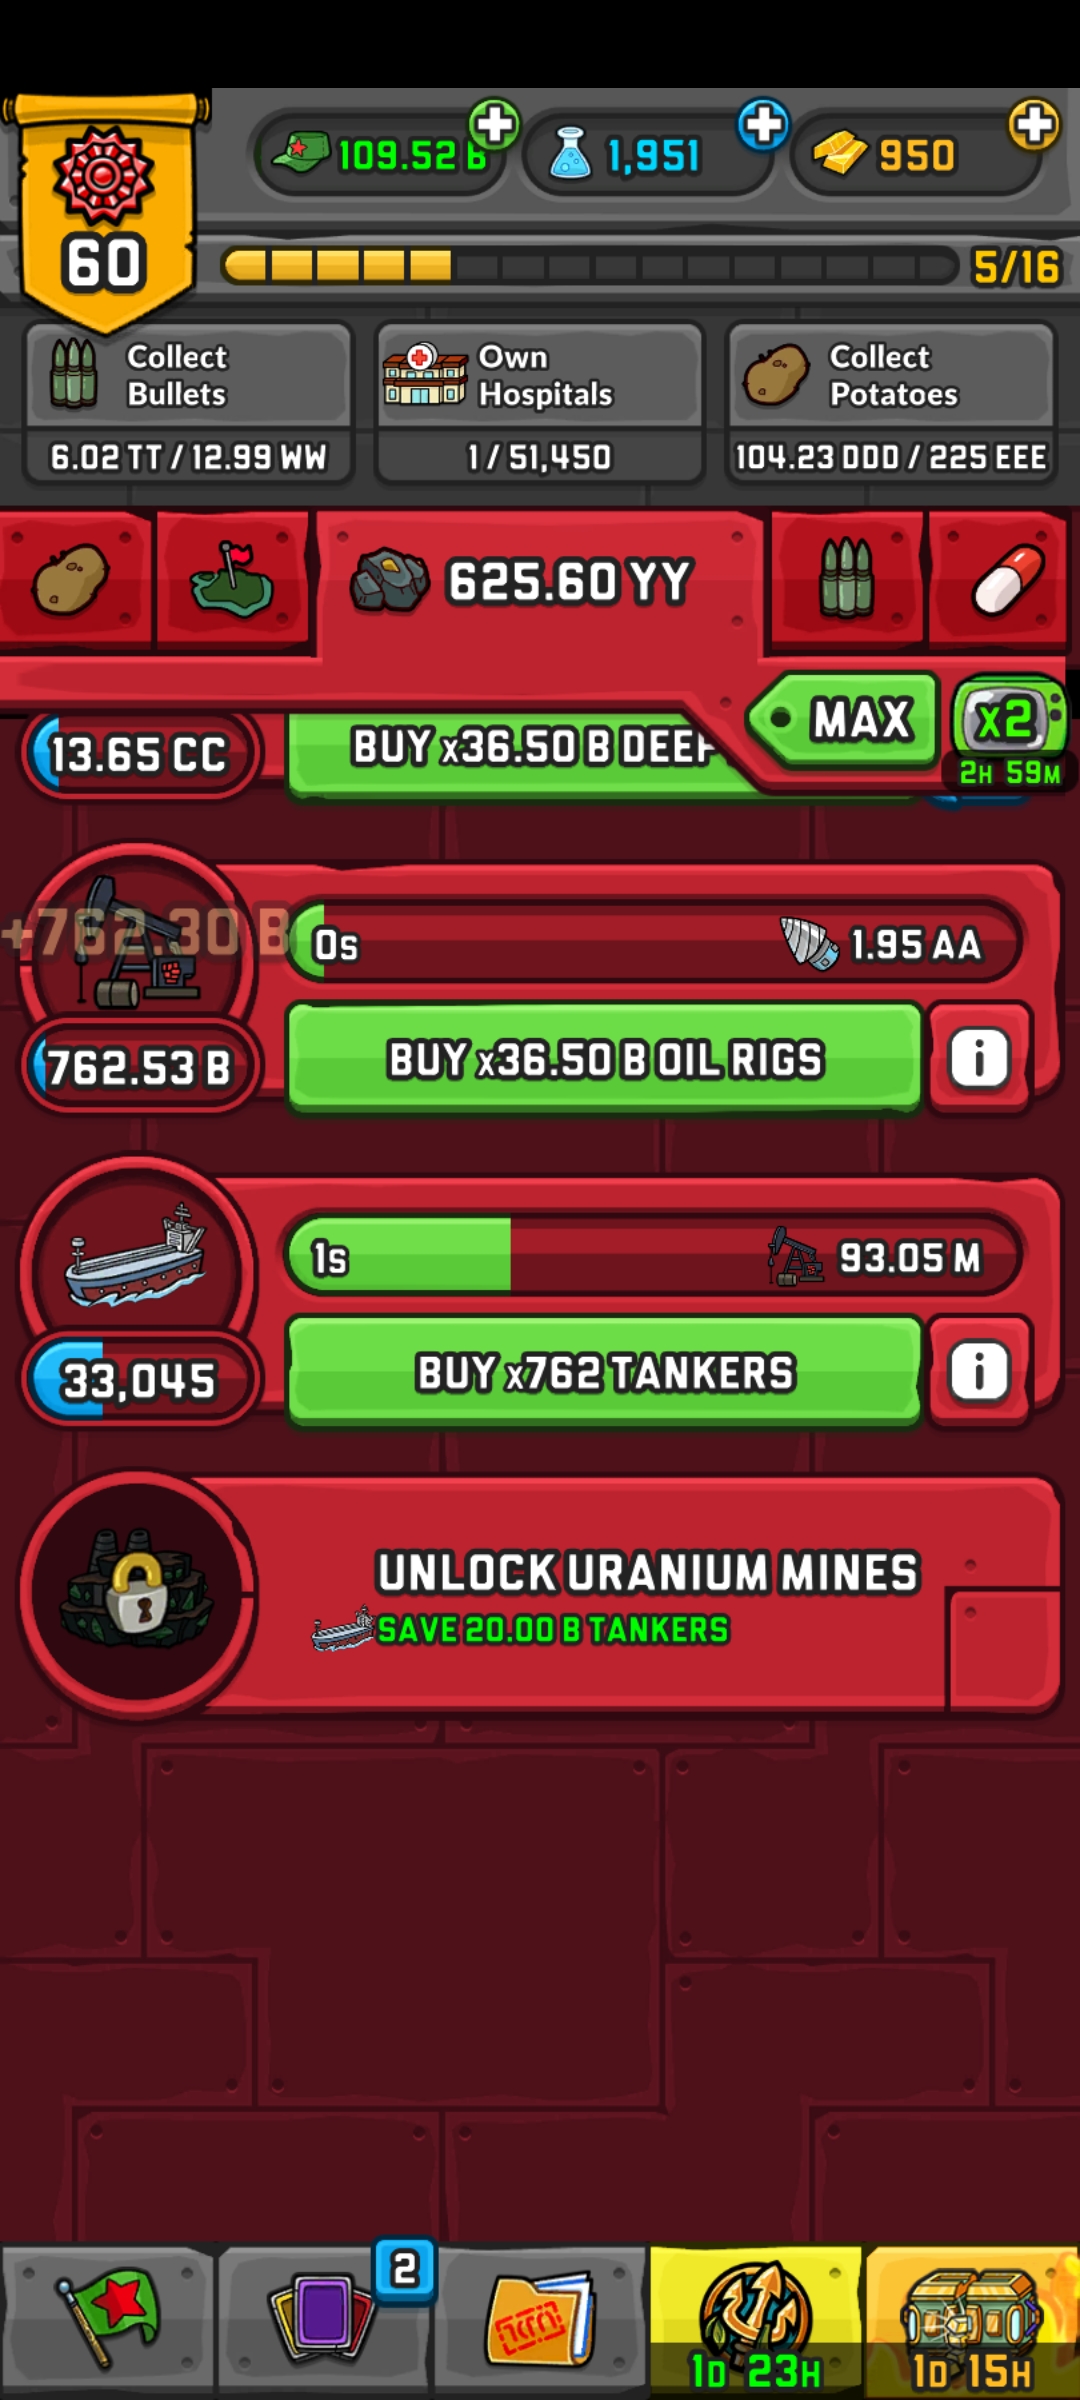 109.52 B
1,951
950
60
5/16
Collect
Bullets
6.02 TT / 12.99 WW
Own
Hospitals
1 / 51,450
Collect
Potatoes
104.23 DDD / 225 EEE
625.60 YY
MAX
x2
2H 59M
13.65 CC
BUY x36.50 B DEEP
+762.30 B
0s
1.95 AA
762.53 B
BUY x36.50 B OIL RIGS
i
1s
93.05 M
33,045
BUY x762 TANKERS
i
UNLOCK URANIUM MINES
SAVE 20.00 B TANKERS
2
1D 23H
1D 15H